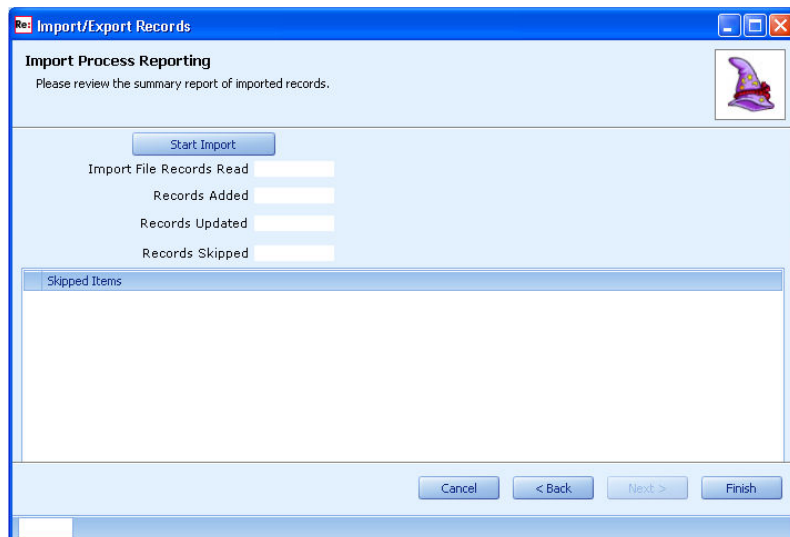 Re: Import/Export Records
Import Process Reporting
Please review the summary report of imported records.
Start Import
Import File Records Read
Records Added
Records Updated
Records Skipped
Skipped Items
Cancel < Back Next > Finish